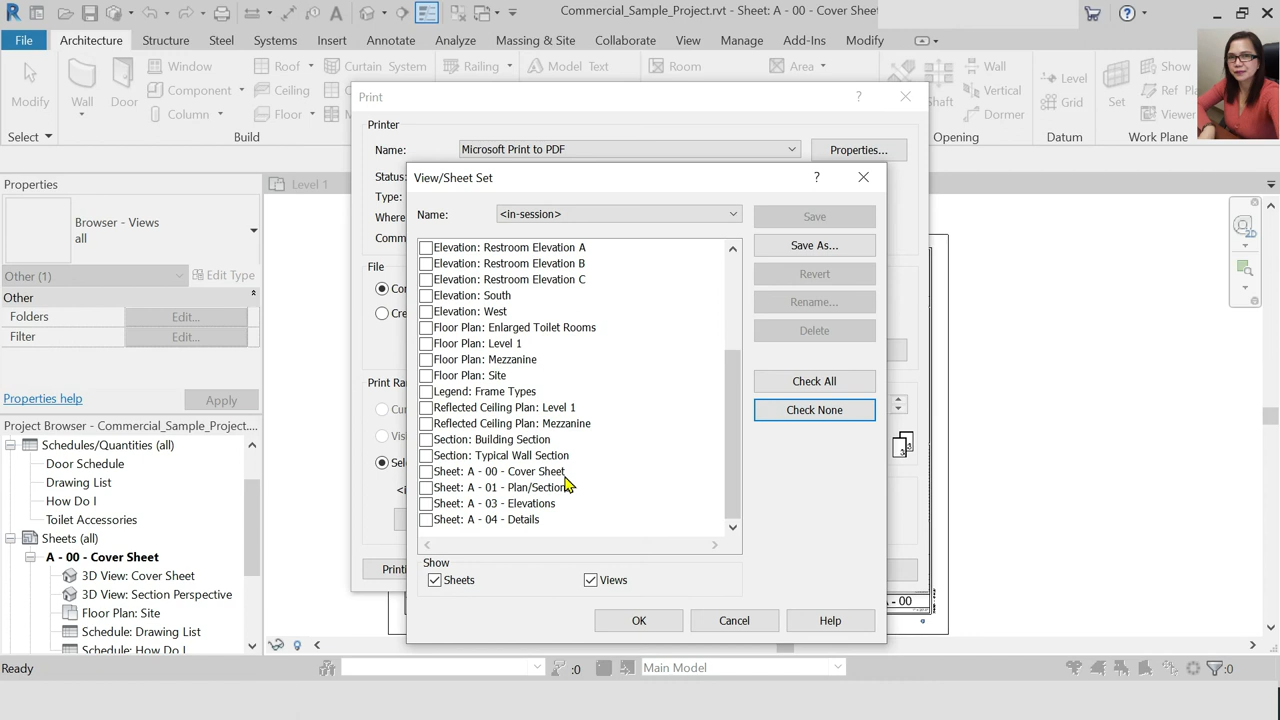 Commercial_Sample_Project.rvt - Sheet: A - 00 - Cover Sheet
File Architecture Structure Steel Systems Insert Annotate Analyze Massing & Site Collaborate View Manage Add-Ins Modify
Modify
Wall
Door
Window
Component
Column
Roof
Ceiling
Floor
Curtain System
Railing
Model Text
Room
Area
Shaft
Wall
Vertical
Dormer
Level
Grid
Set
Show
Ref
Viewer
Select
Build
Opening
Datum
Work Plane
Properties
Browser - Views
all
Other (1)
Edit Type
Other
Folders
Edit...
Filter
Edit...
Properties help
Apply
Project Browser - Commercial_Sample_Project....
Schedules/Quantities (all)
Door Schedule
Drawing List
How Do I
Toilet Accessories
Sheets (all)
A - 00 - Cover Sheet
3D View: Cover Sheet
3D View: Section Perspective
Floor Plan: Site
Schedule: Drawing List
Schedule: How Do I
Level 1
Print
?
Printer
Name:
Microsoft Print to PDF
Properties...
Status:
Type:
Where
Comm
File
Print Ra
View/Sheet Set
?
Name:
<in-session>
Save
Save As...
Revert
Rename...
Delete
Check All
Check None
Elevation: Restroom Elevation A
Elevation: Restroom Elevation B
Elevation: Restroom Elevation C
Elevation: South
Elevation: West
Floor Plan: Enlarged Toilet Rooms
Floor Plan: Level 1
Floor Plan: Mezzanine
Floor Plan: Site
Legend: Frame Types
Reflected Ceiling Plan: Level 1
Reflected Ceiling Plan: Mezzanine
Section: Building Section
Section: Typical Wall Section
Sheet: A - 00 - Cover Sheet
Sheet: A - 01 - Plan/Section
Sheet: A - 03 - Elevations
Sheet: A - 04 - Details
Show
Sheets
Views
OK
Cancel
Help
A - 00
Ready
:0
Main Model
:0